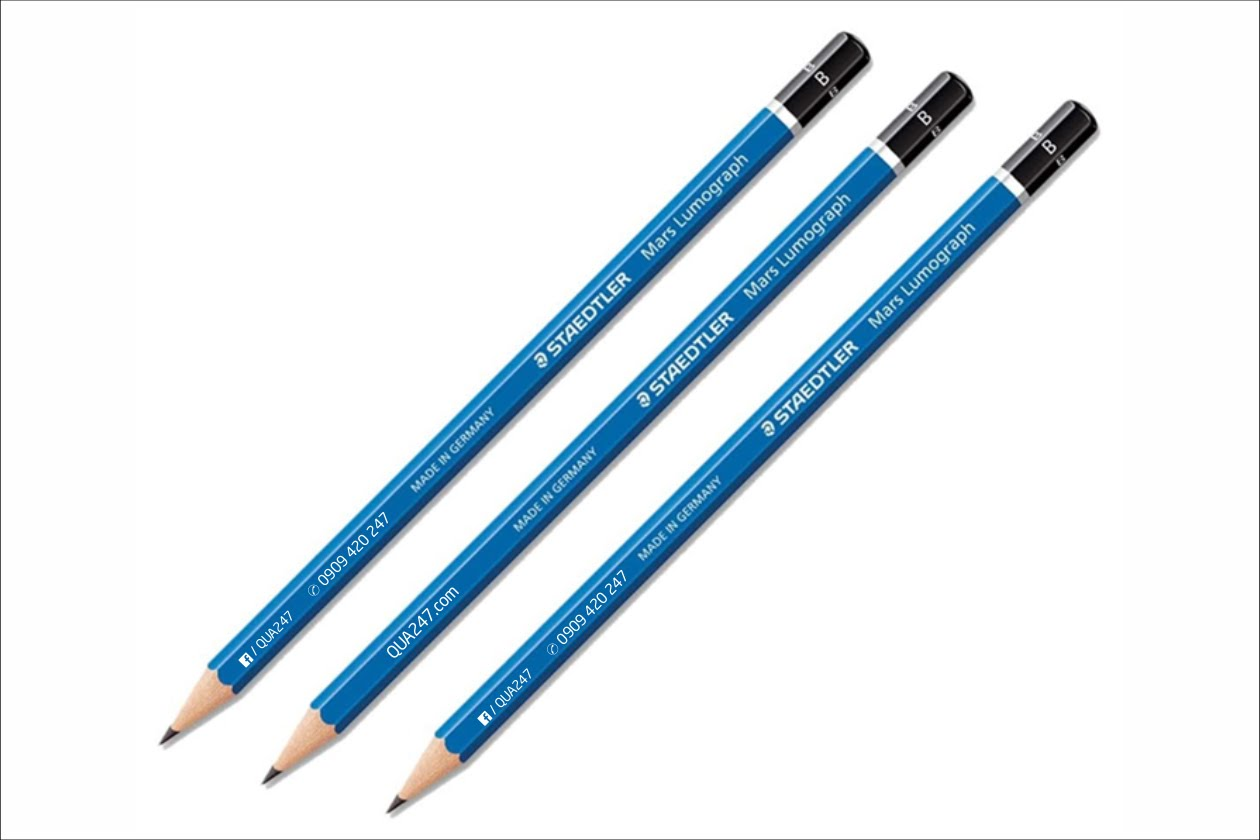 B
Mars Lumograph
STAEDTLER
MADE IN GERMANY
✆ 0909 420 247
f / QUA247
B
Mars Lumograph
STAEDTLER
MADE IN GERMANY
QUA247.com
B
Mars Lumograph
STAEDTLER
MADE IN GERMANY
✆ 0909 420 247
f / QUA247